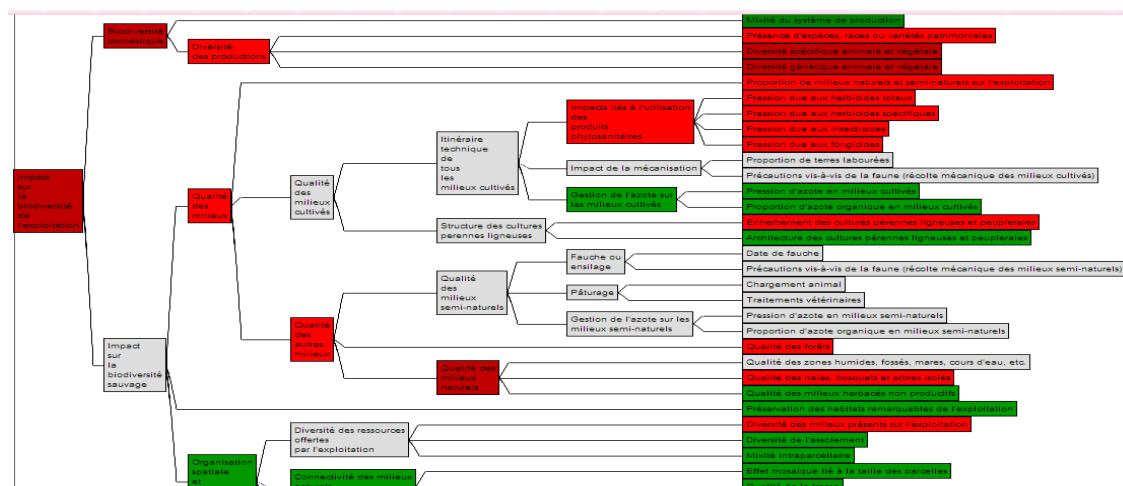 Impact
sur
la
biodiversité
de
l'exploitation
Biodiversité
domestique
Impact
sur
la
biodiversité
sauvage
Diversité
des productions
Qualité
des
milieux
Organisation
spatiale
et
Qualité
des
milieux
cultivés
Qualité
des
autres
milieux
Diversité des ressources
offertes
par l'exploitation
Connectivité des milieux
Itinéraire
technique
de
tous
les
milieux cultivés
Structure des cultures
perennes ligneuses
Qualité
des
milieux
semi-naturels
Qualité des
milieux
naturels
Impacts liés à l'utilisation
des
produits
phytosanitaires
Impact de la mécanisation
Gestion de l'azote sur
les milieux cultivés
Fauche ou
ensilage
Pâturage
Gestion de l'azote sur les
milieux semi-naturels
Mixité du système de production
Présence d'espèces, races ou variétés patrimoniales
Diversité spécifique animale et végétale
Diversité génétique animale et végétale
Proportion de milieux naturels et semi-naturels sur l'exploitation
Pression due aux herbicides totaux
Pression due aux herbicides spécifiques
Pression due aux insecticides
Pression due aux fongicides
Proportion de terres labourées
Précautions vis-à-vis de la faune (récolte mécanique des milieux cultivés)
Pression d'azote en milieux cultivés
Proportion d'azote organique en milieux cultivés
Enherbement des cultures pérennes ligneuses et peupleraies
Architecture des cultures pérennes ligneuses et peupleraies
Date de fauche
Précautions vis-à-vis de la faune (récolte mécanique des milieux semi-naturels)
Chargement animal
Traitements vétérinaires
Pression d'azote en milieux semi-naturels
Proportion d'azote organique en milieux semi-naturels
Qualité des forêts
Qualité des zones humides, fossés, mares, cours d'eau, etc.
Qualité des haies, bosquets et arbres isolés
Qualité des milieux herbacés non productifs
Préservation des habitats remarquables de l'exploitation
Diversité des milieux présents sur l'exploitation
Diversité de l'assolement
Mixité intraparcellaire
Effet mosaïque lié à la taille des parcelles